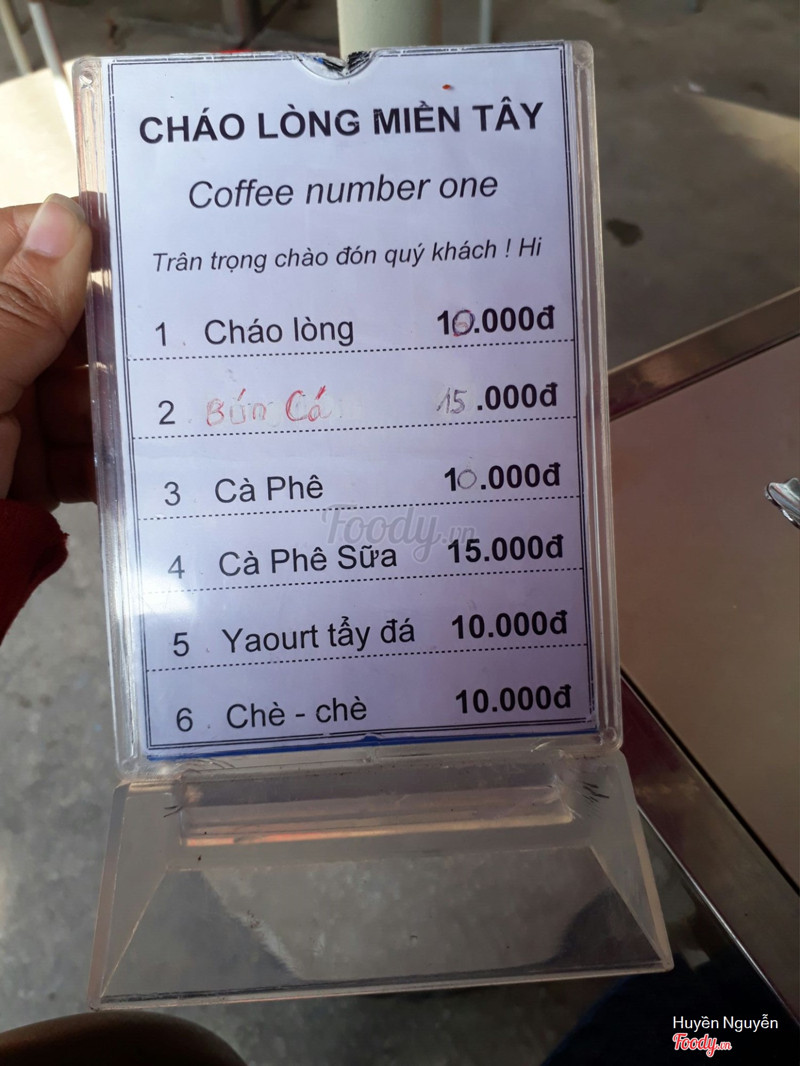 CHÁO LÒNG MIỀN TÂY
Coffee number one
Trân trọng chào đón quý khách ! Hi
1 . Cháo lòng 10.000đ
2 Bún Cá 15.000đ
3 Cà Phê 10.000đ
4 . Cà Phê Sữa 15.000đ
5 . Yaourt tẩy đá 10.000đ
6 . Chè - chè 10.000đ
Foody.vn
Huyền Nguyễn
Foody.vn